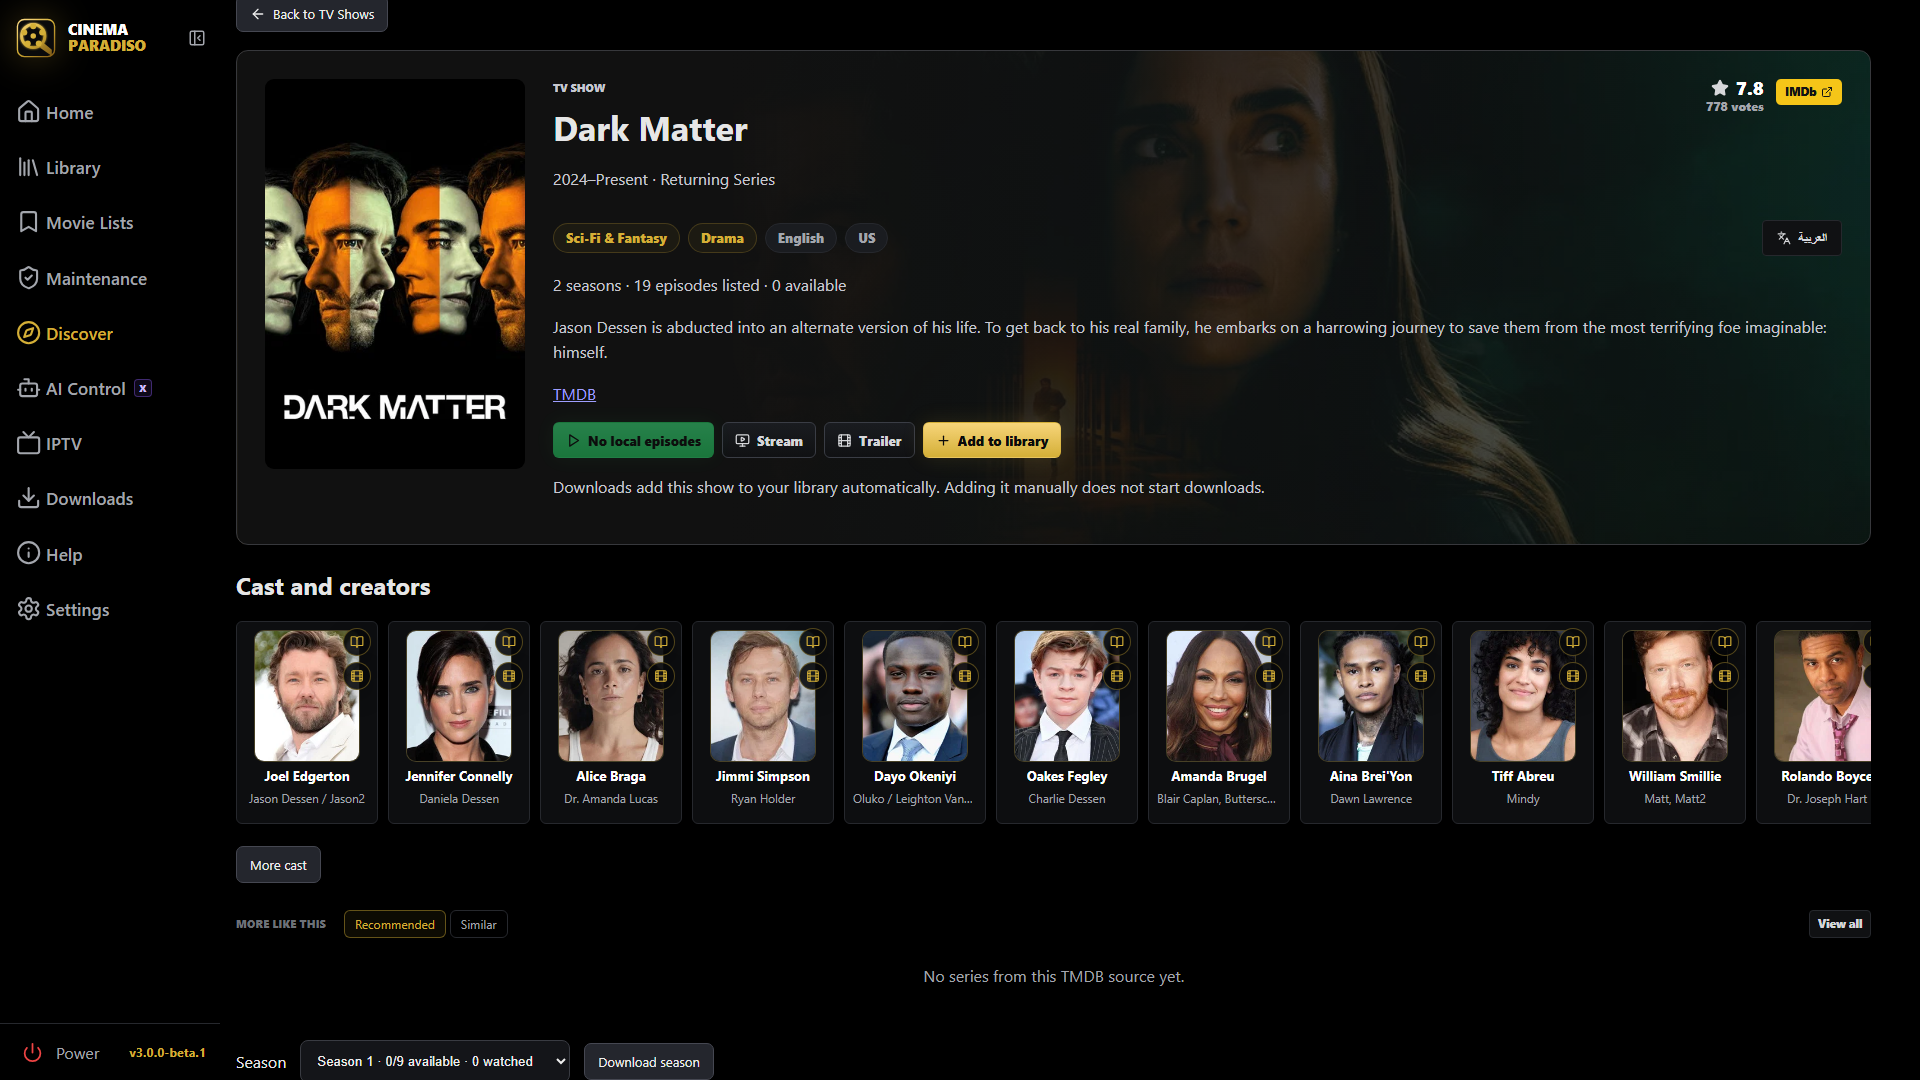 CINEMA
PARADISO
Home
Library
Movie Lists
Maintenance
Discover
AI Control
x
IPTV
Downloads
Help
Settings
Power
v3.0.0-beta.1
Back to TV Shows
DARK MATTER
TV SHOW
Dark Matter
2024–Present · Returning Series
7.8
778 votes
IMDb
Sci-Fi & Fantasy
Drama
English
US
العربية
2 seasons · 19 episodes listed · 0 available
Jason Dessen is abducted into an alternate version of his life. To get back to his real family, he embarks on a harrowing journey to save them from the most terrifying foe imaginable:
himself.
TMDB
No local episodes
Stream
Trailer
Add to library
Downloads add this show to your library automatically. Adding it manually does not start downloads.
Cast and creators
Joel Edgerton
Jason Dessen / Jason2
Jennifer Connelly
Daniela Dessen
Alice Braga
Dr. Amanda Lucas
Jimmi Simpson
Ryan Holder
Dayo Okeniyi
Oluko / Leighton Van...
Oakes Fegley
Charlie Dessen
Amanda Brugel
Blair Caplan, Buttersc...
Aina Brei'Yon
Dawn Lawrence
Tiff Abreu
Mindy
William Smillie
Matt, Matt2
Rolando Boyce
Dr. Joseph Hart
More cast
MORE LIKE THIS
Recommended
Similar
View all
No series from this TMDB source yet.
Season
Season 1 · 0/9 available · 0 watched
Download season